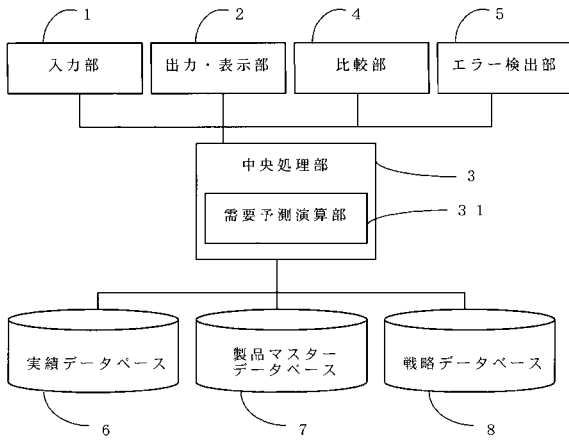 1
2
4
5
入力部
出力・表示部
比較部
エラー検出部
中央処理部
3
需要予測演算部
31
実績データベース
製品マスター
データベース
戦略データベース
6
7
8